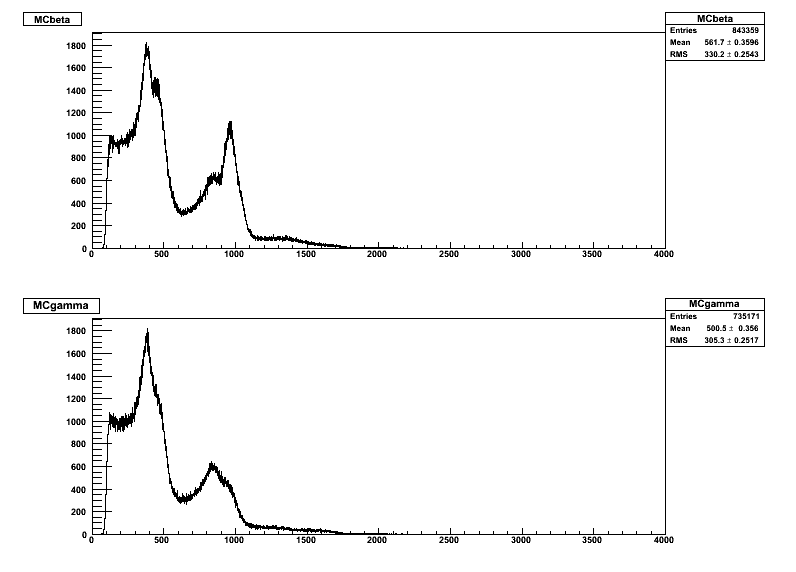 MCbeta
MCbeta
Entries 843359
Mean 561.7 ± 0.3596
RMS 330.2 ± 0.2543
1800
1600
1400
1200
1000
800
600
400
200
0
0 500 1000 1500 2000 2500 3000 3500 4000
MCgamma
MCgamma
Entries 735171
Mean 500.5 ± 0.356
RMS 305.3 ± 0.2517
1800
1600
1400
1200
1000
800
600
400
200
0
0 500 1000 1500 2000 2500 3000 3500 4000